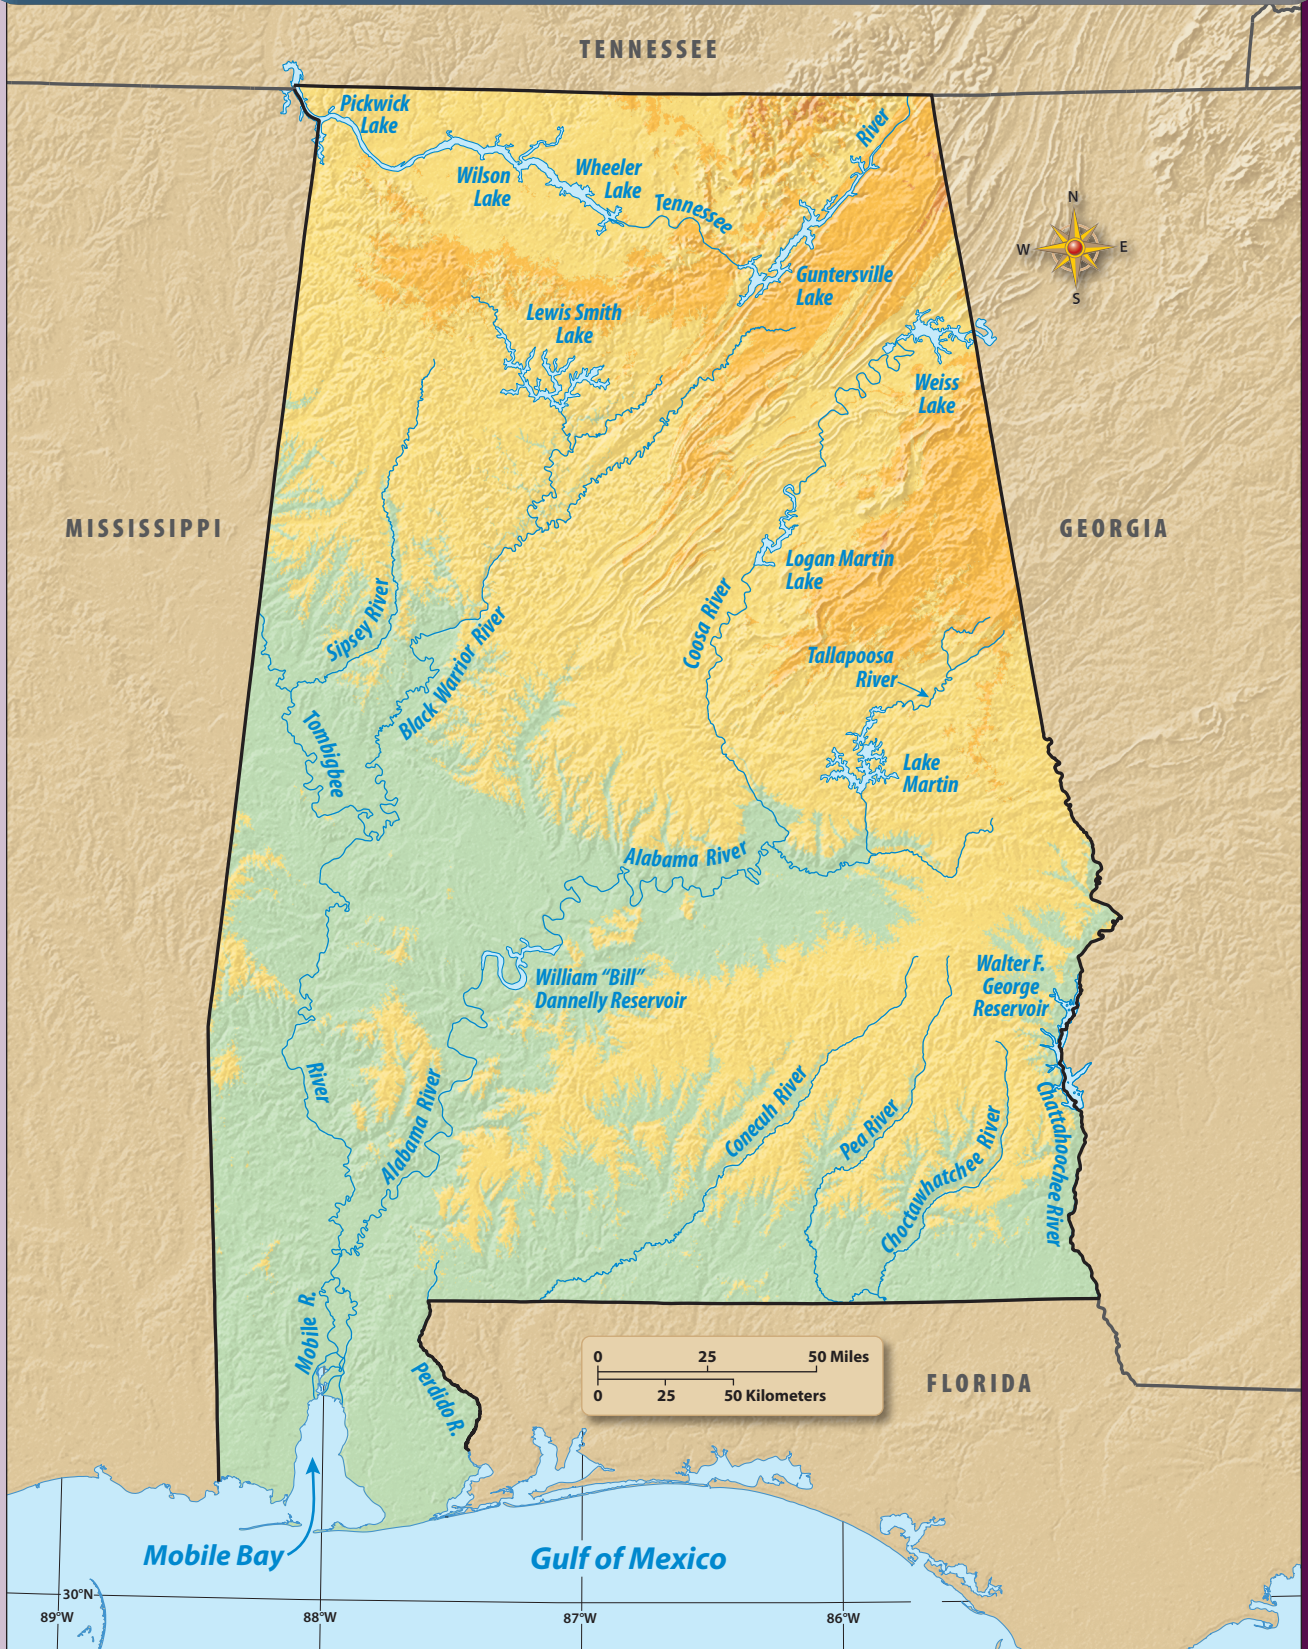 TENNESSEE
Pickwick
Lake
River
Wilson
Lake
Wheeler
Lake
Tennessee
N
W
E
S
Guntersville
Lake
Lewis Smith
Lake
Weiss
Lake
MISSISSIPPI
GEORGIA
Logan Martin
Lake
Sipsey River
Coosa River
Black Warrior River
Tallapoosa
River
Tombigbee
Lake
Martin
Alabama River
William “Bill”
Dannelly Reservoir
Walter F.
George
Reservoir
River
Alabama River
Conecuh River
Pea River
Choctawhatchee River
Chattahoochee River
Mobile R.
Perdido R.
0 25 50 Miles
0 25 50 Kilometers
FLORIDA
Mobile Bay
Gulf of Mexico
30°N
89°W
88°W
87°W
86°W